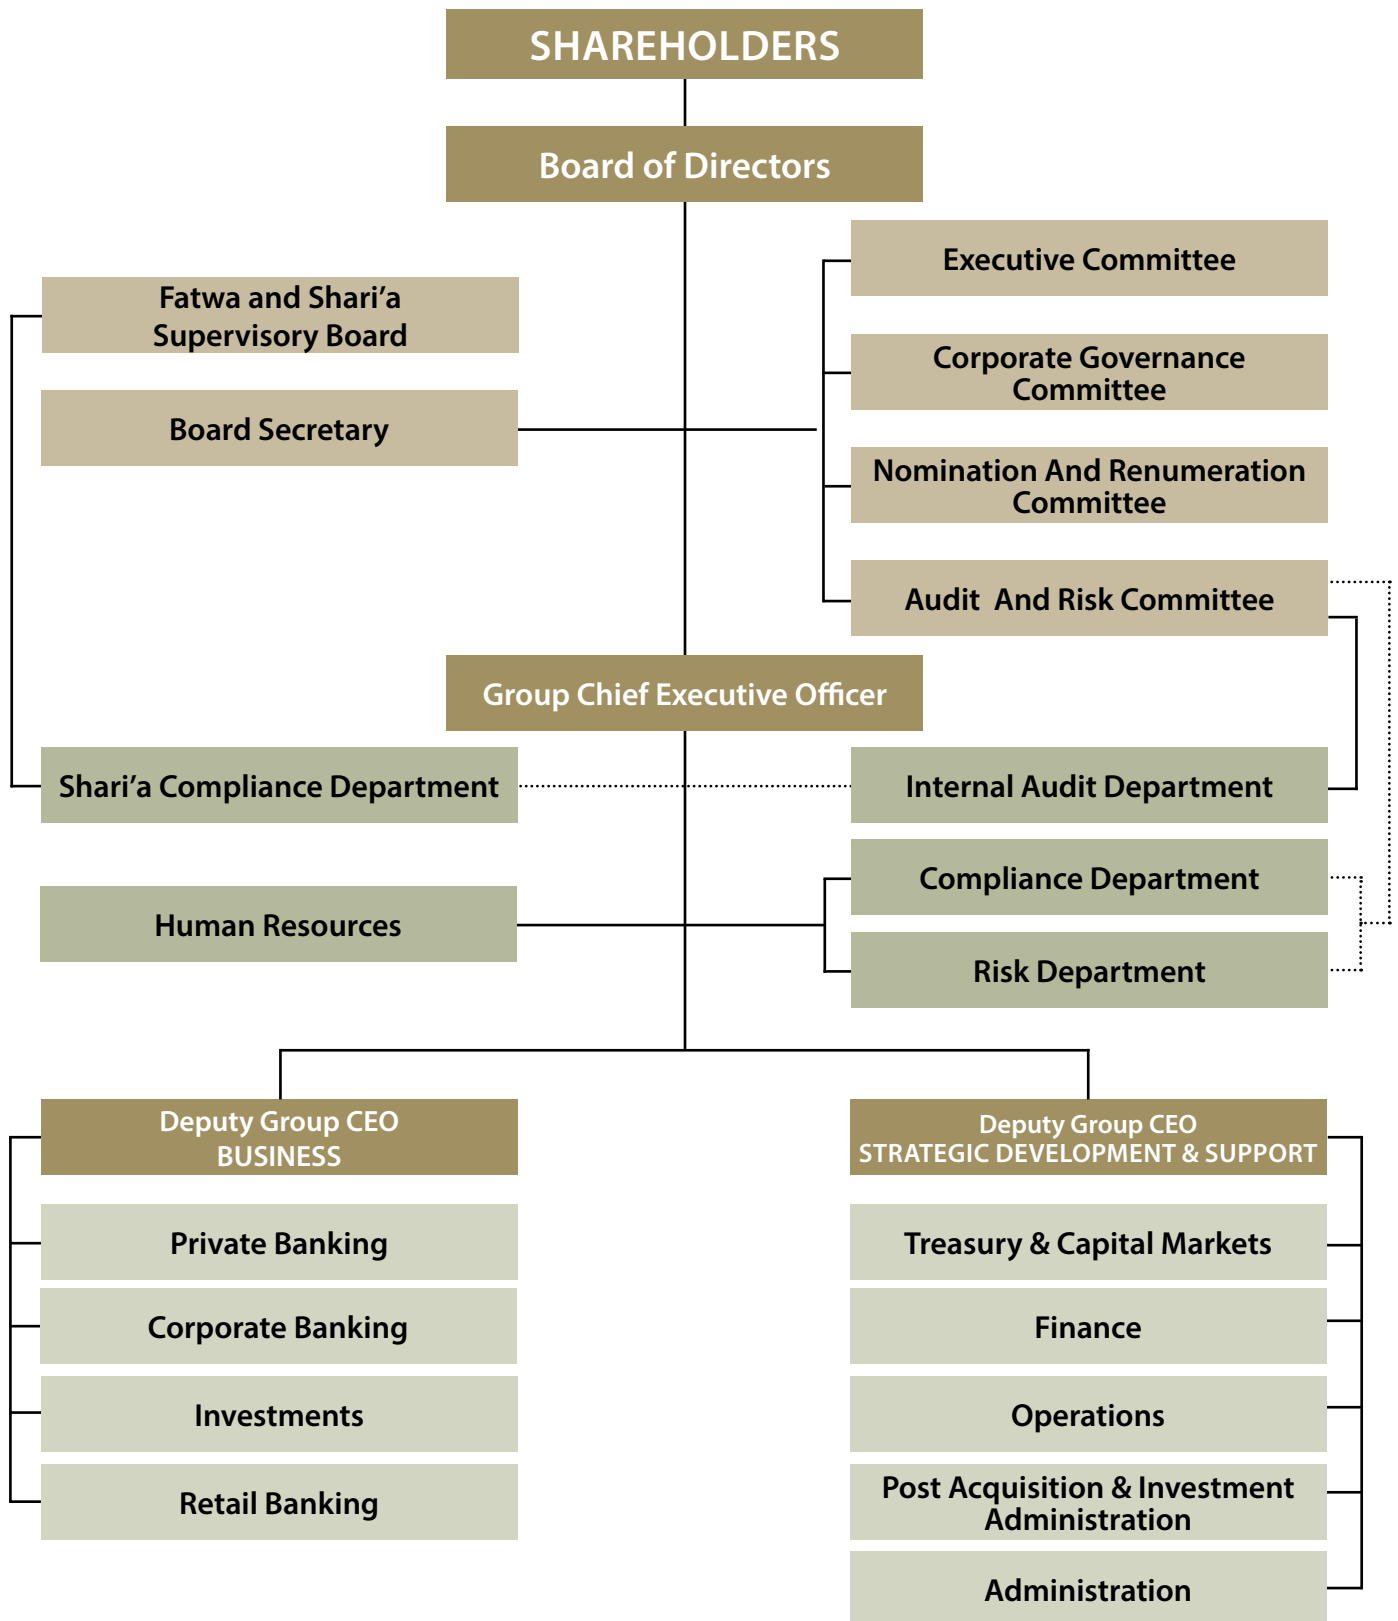 SHAREHOLDERS
Board of Directors
Executive Committee
Fatwa and Shari’a
Supervisory Board
Corporate Governance
Committee
Board Secretary
Nomination And Renumeration
Committee
Audit And Risk Committee
Group Chief Executive Officer
Shari’a Compliance Department
Internal Audit Department
Compliance Department
Human Resources
Risk Department
Deputy Group CEO
BUSINESS
Private Banking
Corporate Banking
Investments
Retail Banking
Deputy Group CEO
STRATEGIC DEVELOPMENT & SUPPORT
Treasury & Capital Markets
Finance
Operations
Post Acquisition & Investment
Administration
Administration